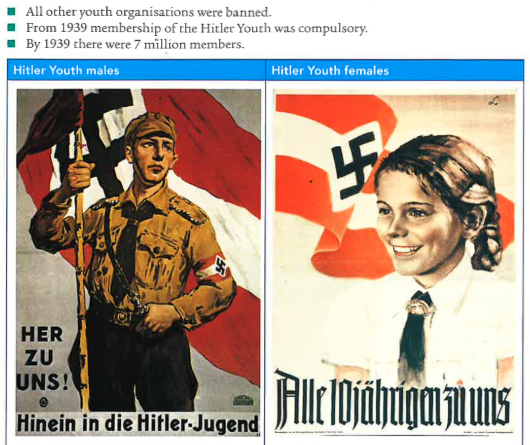 All other youth organisations were banned.
From 1939 membership of the Hitler Youth was compulsory.
By 1939 there were 7 million members.
Hitler Youth males
Hitler Youth females
HER
ZU
UNS!
Hinein in die Hitler-Jugend
Alle 10jährigen zu uns